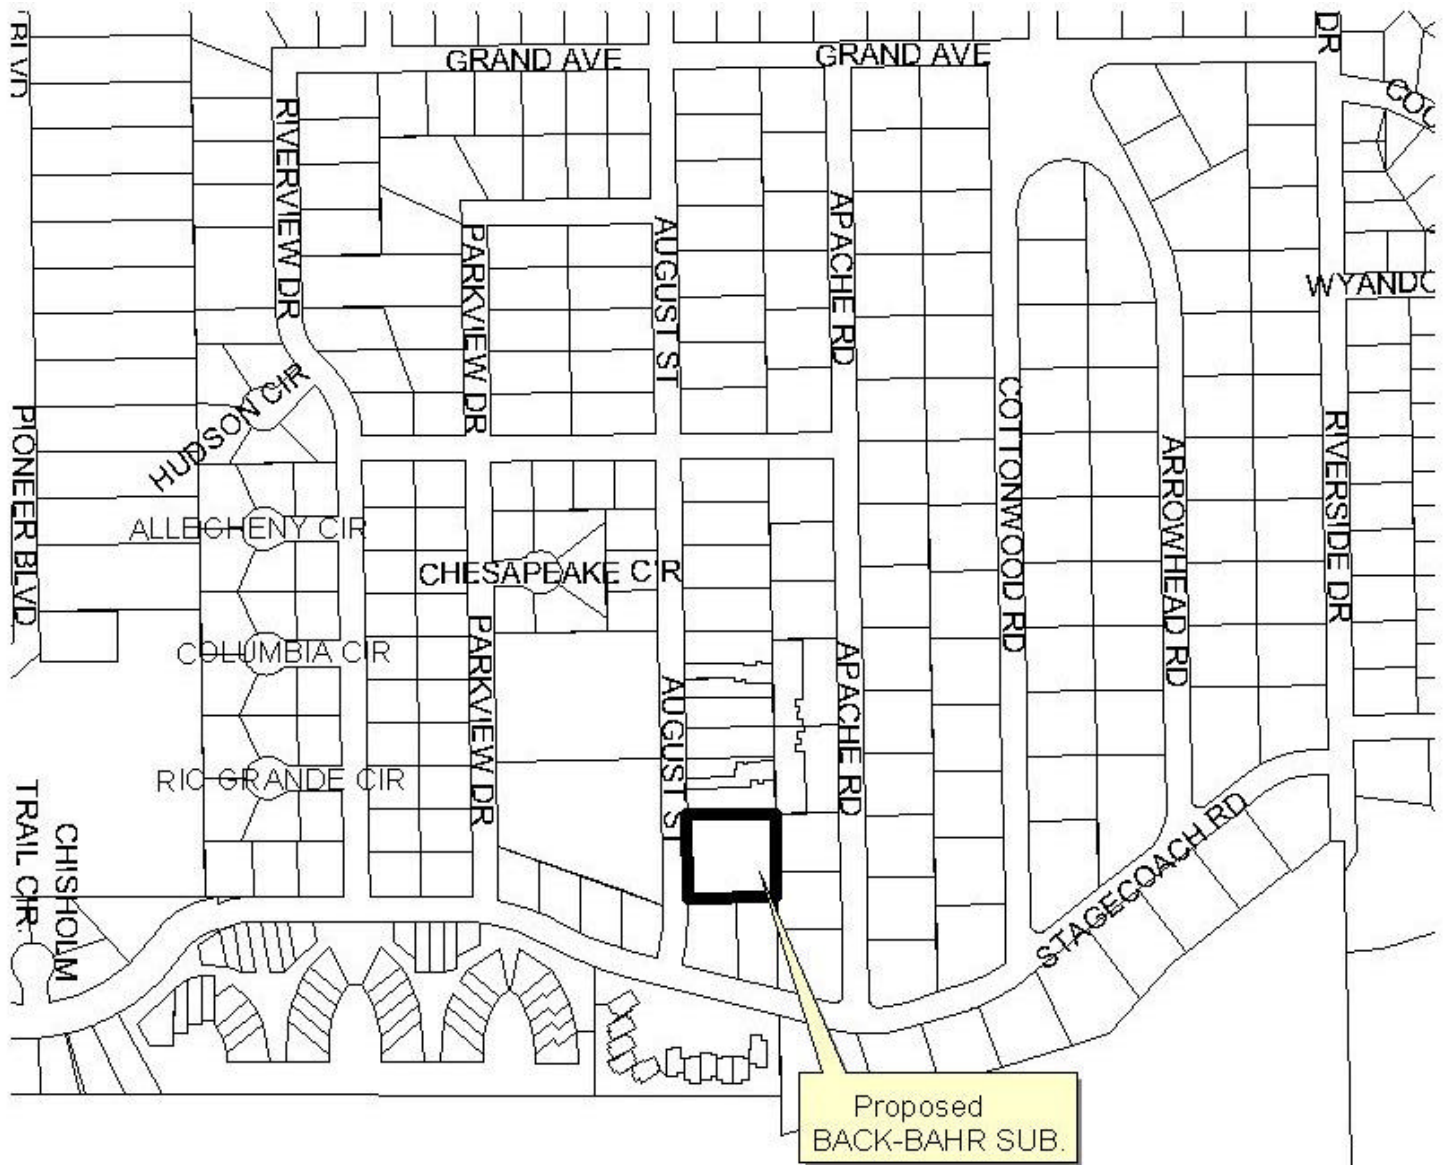 BLVD
GRAND AVE
GRAND AVE
DR
RIVERVIEW DR
PARKVIEW DR
AUGUST ST
APACHE RD
WYANDO
HUDSON CIR
PIONEER BLVD
COTTONWOOD RD
ARROWHEAD RD
RIVERSIDE DR
ALLEGHENY CIR
CHESAPEAKE CIR
COLUMBIA CIR
PARKVIEW DR
AUGUST ST
APACHE RD
RIO GRANDE CIR
CHISHOLM
TRAIL CIR.
STAGECOACH RD
Proposed
BACK-BAHR SUB.